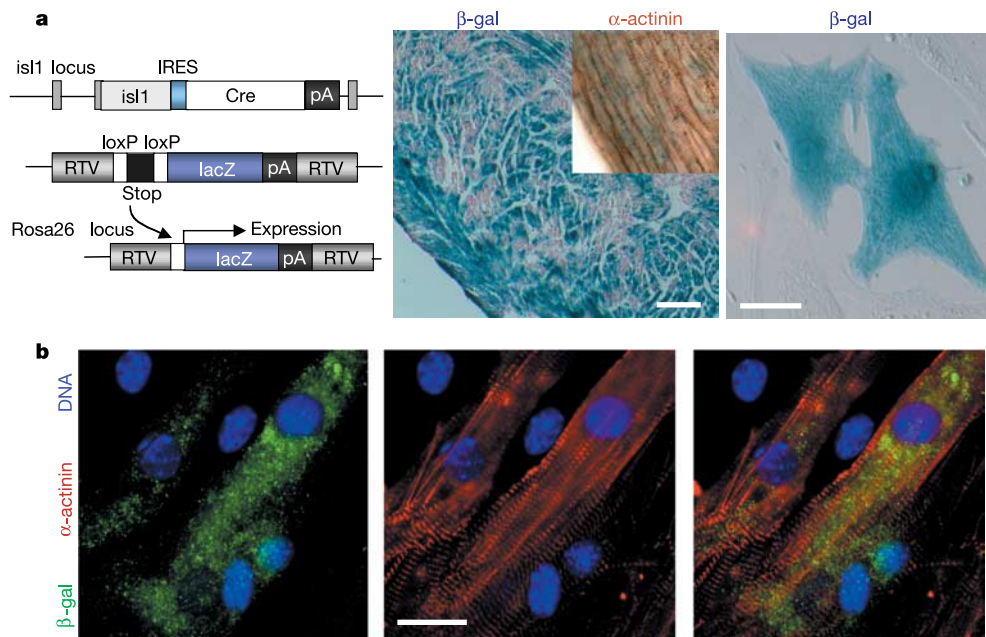 a
β-gal α-actinin β-gal
isl1 locus IRES
isl1 Cre pA
loxP loxP
RTV lacZ pA RTV
Stop
Rosa26 locus Expression
RTV lacZ pA RTV
b
DNA
α-actinin
β-gal